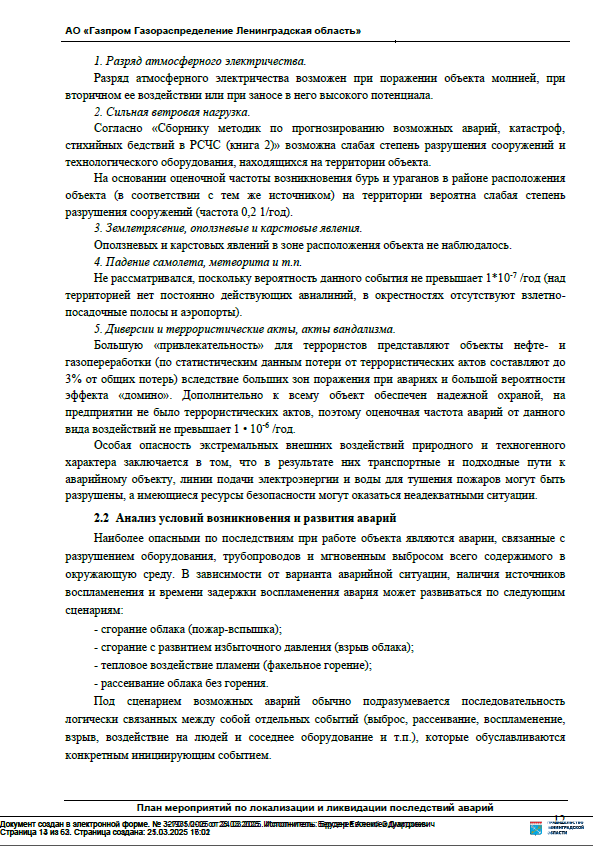 АО «Газпром Газораспределение Ленинградская область»
1. Разряд атмосферного электричества.
Разряд атмосферного электричества возможен при поражении объекта молнией, при
вторичном ее воздействии или при заносе в него высокого потенциала.
2. Сильная ветровая нагрузка.
Согласно «Сборнику методик по прогнозированию возможных аварий, катастроф,
стихийных бедствий в РСЧС (книга 2)» возможна слабая степень разрушения сооружений и
технологического оборудования, находящихся на территории объекта.
На основании оценочной частоты возникновения бурь и ураганов в районе расположения
объекта (в соответствии с тем же источником) на территории вероятна слабая степень
разрушения сооружений (частота 0,2 1/год).
3. Землетрясение, оползневые и карстовые явления.
Оползневых и карстовых явлений в зоне расположения объекта не наблюдалось.
4. Падение самолета, метеорита и т.п.
Не рассматривался, поскольку вероятность данного события не превышает 1*10-7 /год (над
территорией нет постоянно действующих авиалиний, в окрестностях отсутствуют взлетно-
посадочные полосы и аэропорты).
5. Диверсии и террористические акты, акты вандализма.
Большую «привлекательность» для террористов представляют объекты нефте- и
газопереработки (по статистическим данным потери от террористических актов составляют до
3% от общих потерь) вследствие больших зон поражения при авариях и большой вероятности
эффекта «домино». Дополнительно к всему объект обеспечен надежной охраной, на
предприятии не было террористических актов, поэтому оценочная частота аварий от данного
вида воздействий не превышает 1 • 10-6 /год.
Особая опасность экстремальных внешних воздействий природного и техногенного
характера заключается в том, что в результате них транспортные и подходные пути к
аварийному объекту, линии подачи электроэнергии и воды для тушения пожаров могут быть
разрушены, а имеющиеся ресурсы безопасности могут оказаться неадекватными ситуации.
2.2 Анализ условий возникновения и развития аварий
Наиболее опасными по последствиям при работе объекта являются аварии, связанные с
разрушением оборудования, трубопроводов и мгновенным выбросом всего содержимого в
окружающую среду. В зависимости от варианта аварийной ситуации, наличия источников
воспламенения и времени задержки воспламенения авария может развиваться по следующим
сценариям:
- сгорание облака (пожар-вспышка);
- сгорание с развитием избыточного давления (взрыв облака);
- тепловое воздействие пламени (факельное горение);
- рассеивание облака без горения.
Под сценарием возможных аварий обычно подразумевается последовательность
логически связанных между собой отдельных событий (выброс, рассеивание, воспламенение,
взрыв, воздействие на людей и соседнее оборудование и т.п.), которые обуславливаются
конкретным инициирующим событием.
План мероприятий по локализации и ликвидации последствий аварий
Документ создан в электронной форме. № Исполнитель:
Страница из Страница создана: